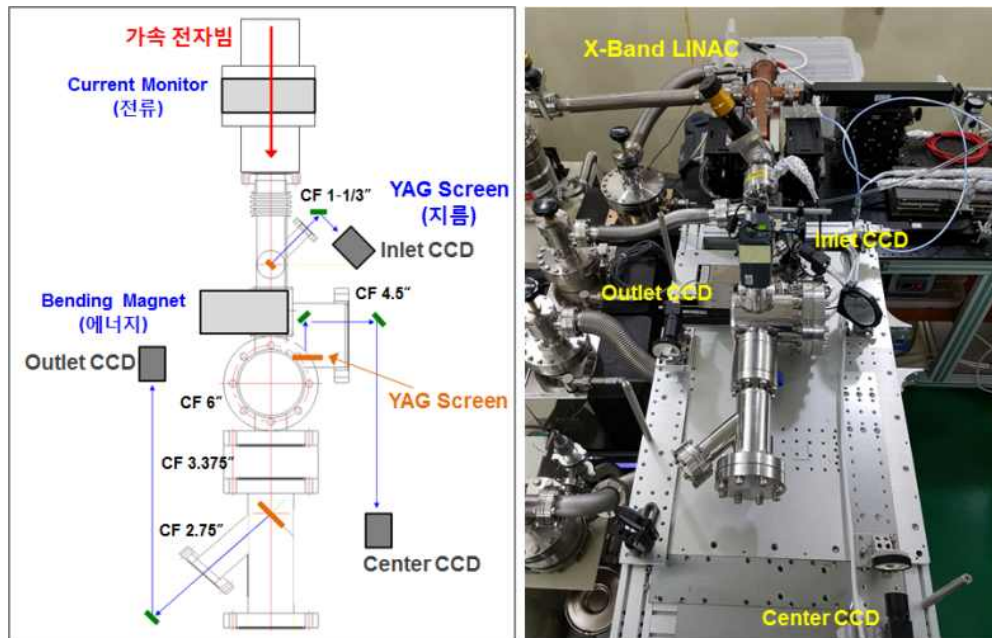 가속 전자빔
Current Monitor
(전류)
CF 1-1/3″
YAG Screen
(지름)
Inlet CCD
Bending Magnet
(에너지)
CF 4.5″
Outlet CCD
YAG Screen
CF 6″
CF 3.375″
CF 2.75″
Center CCD
X-Band LINAC
Inlet CCD
Outlet CCD
Center CCD